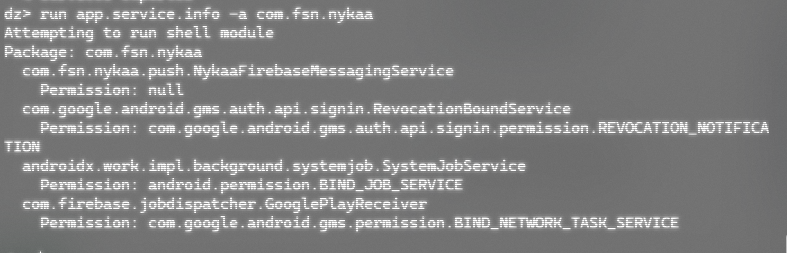 dz> run app.service.info -a com.fsn.nykaa
Attempting to run shell module
Package: com.fsn.nykaa
  com.fsn.nykaa.push.NykaaFirebaseMessagingService
    Permission: null
  com.google.android.gms.auth.api.signin.RevocationBoundService
    Permission: com.google.android.gms.auth.api.signin.permission.REVOCATION_NOTIFICA
TION
  androidx.work.impl.background.systemjob.SystemJobService
    Permission: android.permission.BIND_JOB_SERVICE
  com.firebase.jobdispatcher.GooglePlayReceiver
    Permission: com.google.android.gms.permission.BIND_NETWORK_TASK_SERVICE